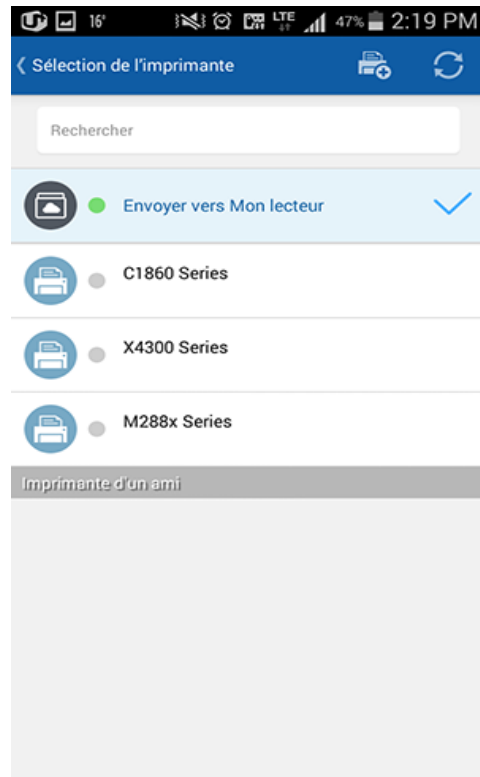 16°
LTE
47%
2:19 PM
Sélection de l'imprimante
Rechercher
Envoyer vers Mon lecteur
C1860 Series
X4300 Series
M288x Series
Imprimante d'un ami